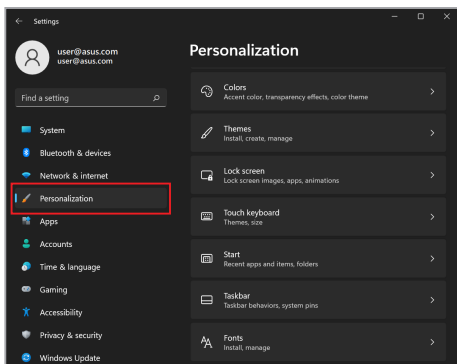 Settings
user@asus.com
user@asus.com
Find a setting
System
Bluetooth & devices
Network & internet
Personalization
Apps
Accounts
Time & language
Gaming
Accessibility
Privacy & security
Windows Update
Personalization
Colors
Accent color, transparency effects, color theme
Themes
Install, create, manage
Lock screen
Lock screen images, apps, animations
Touch keyboard
Themes, size
Start
Recent apps and items, folders
Taskbar
Taskbar behaviors, system pins
Fonts
Install, manage